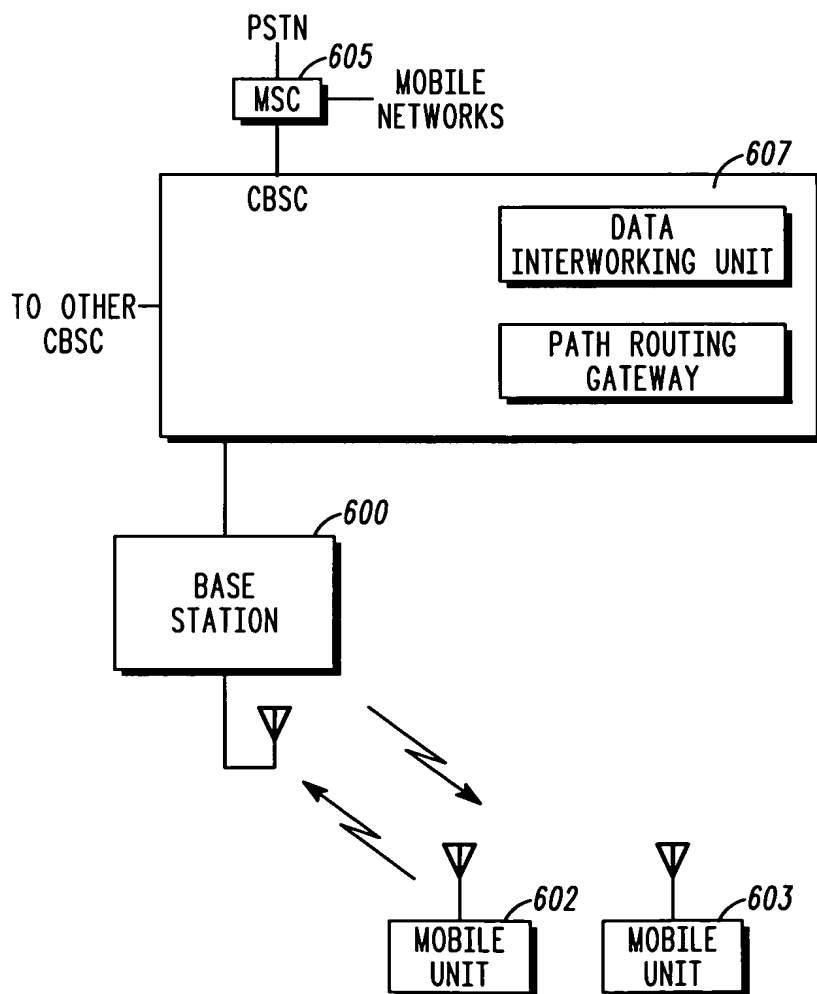 PSTN
605
MSC
MOBILE
NETWORKS
607
CBSC
DATA
INTERWORKING UNIT
TO OTHER
CBSC
PATH ROUTING
GATEWAY
600
BASE
STATION
602
603
MOBILE
UNIT
MOBILE
UNIT